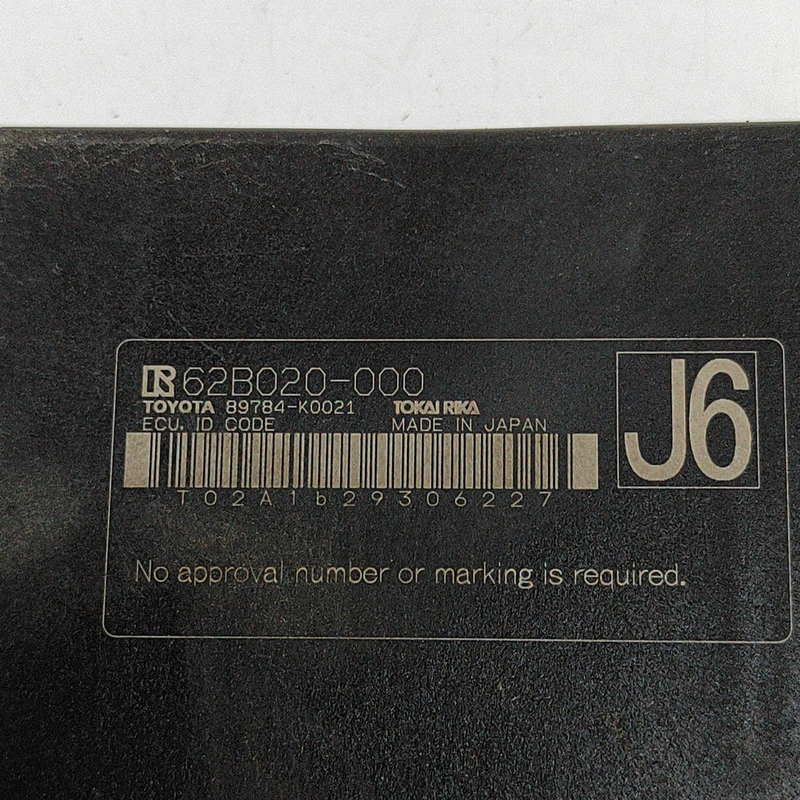 62B020-000
TOYOTA 89784-K0021 TOKAI RIKA
ECU, ID CODE MADE IN JAPAN
J6
T02A1b29306227
No approval number or marking is required.